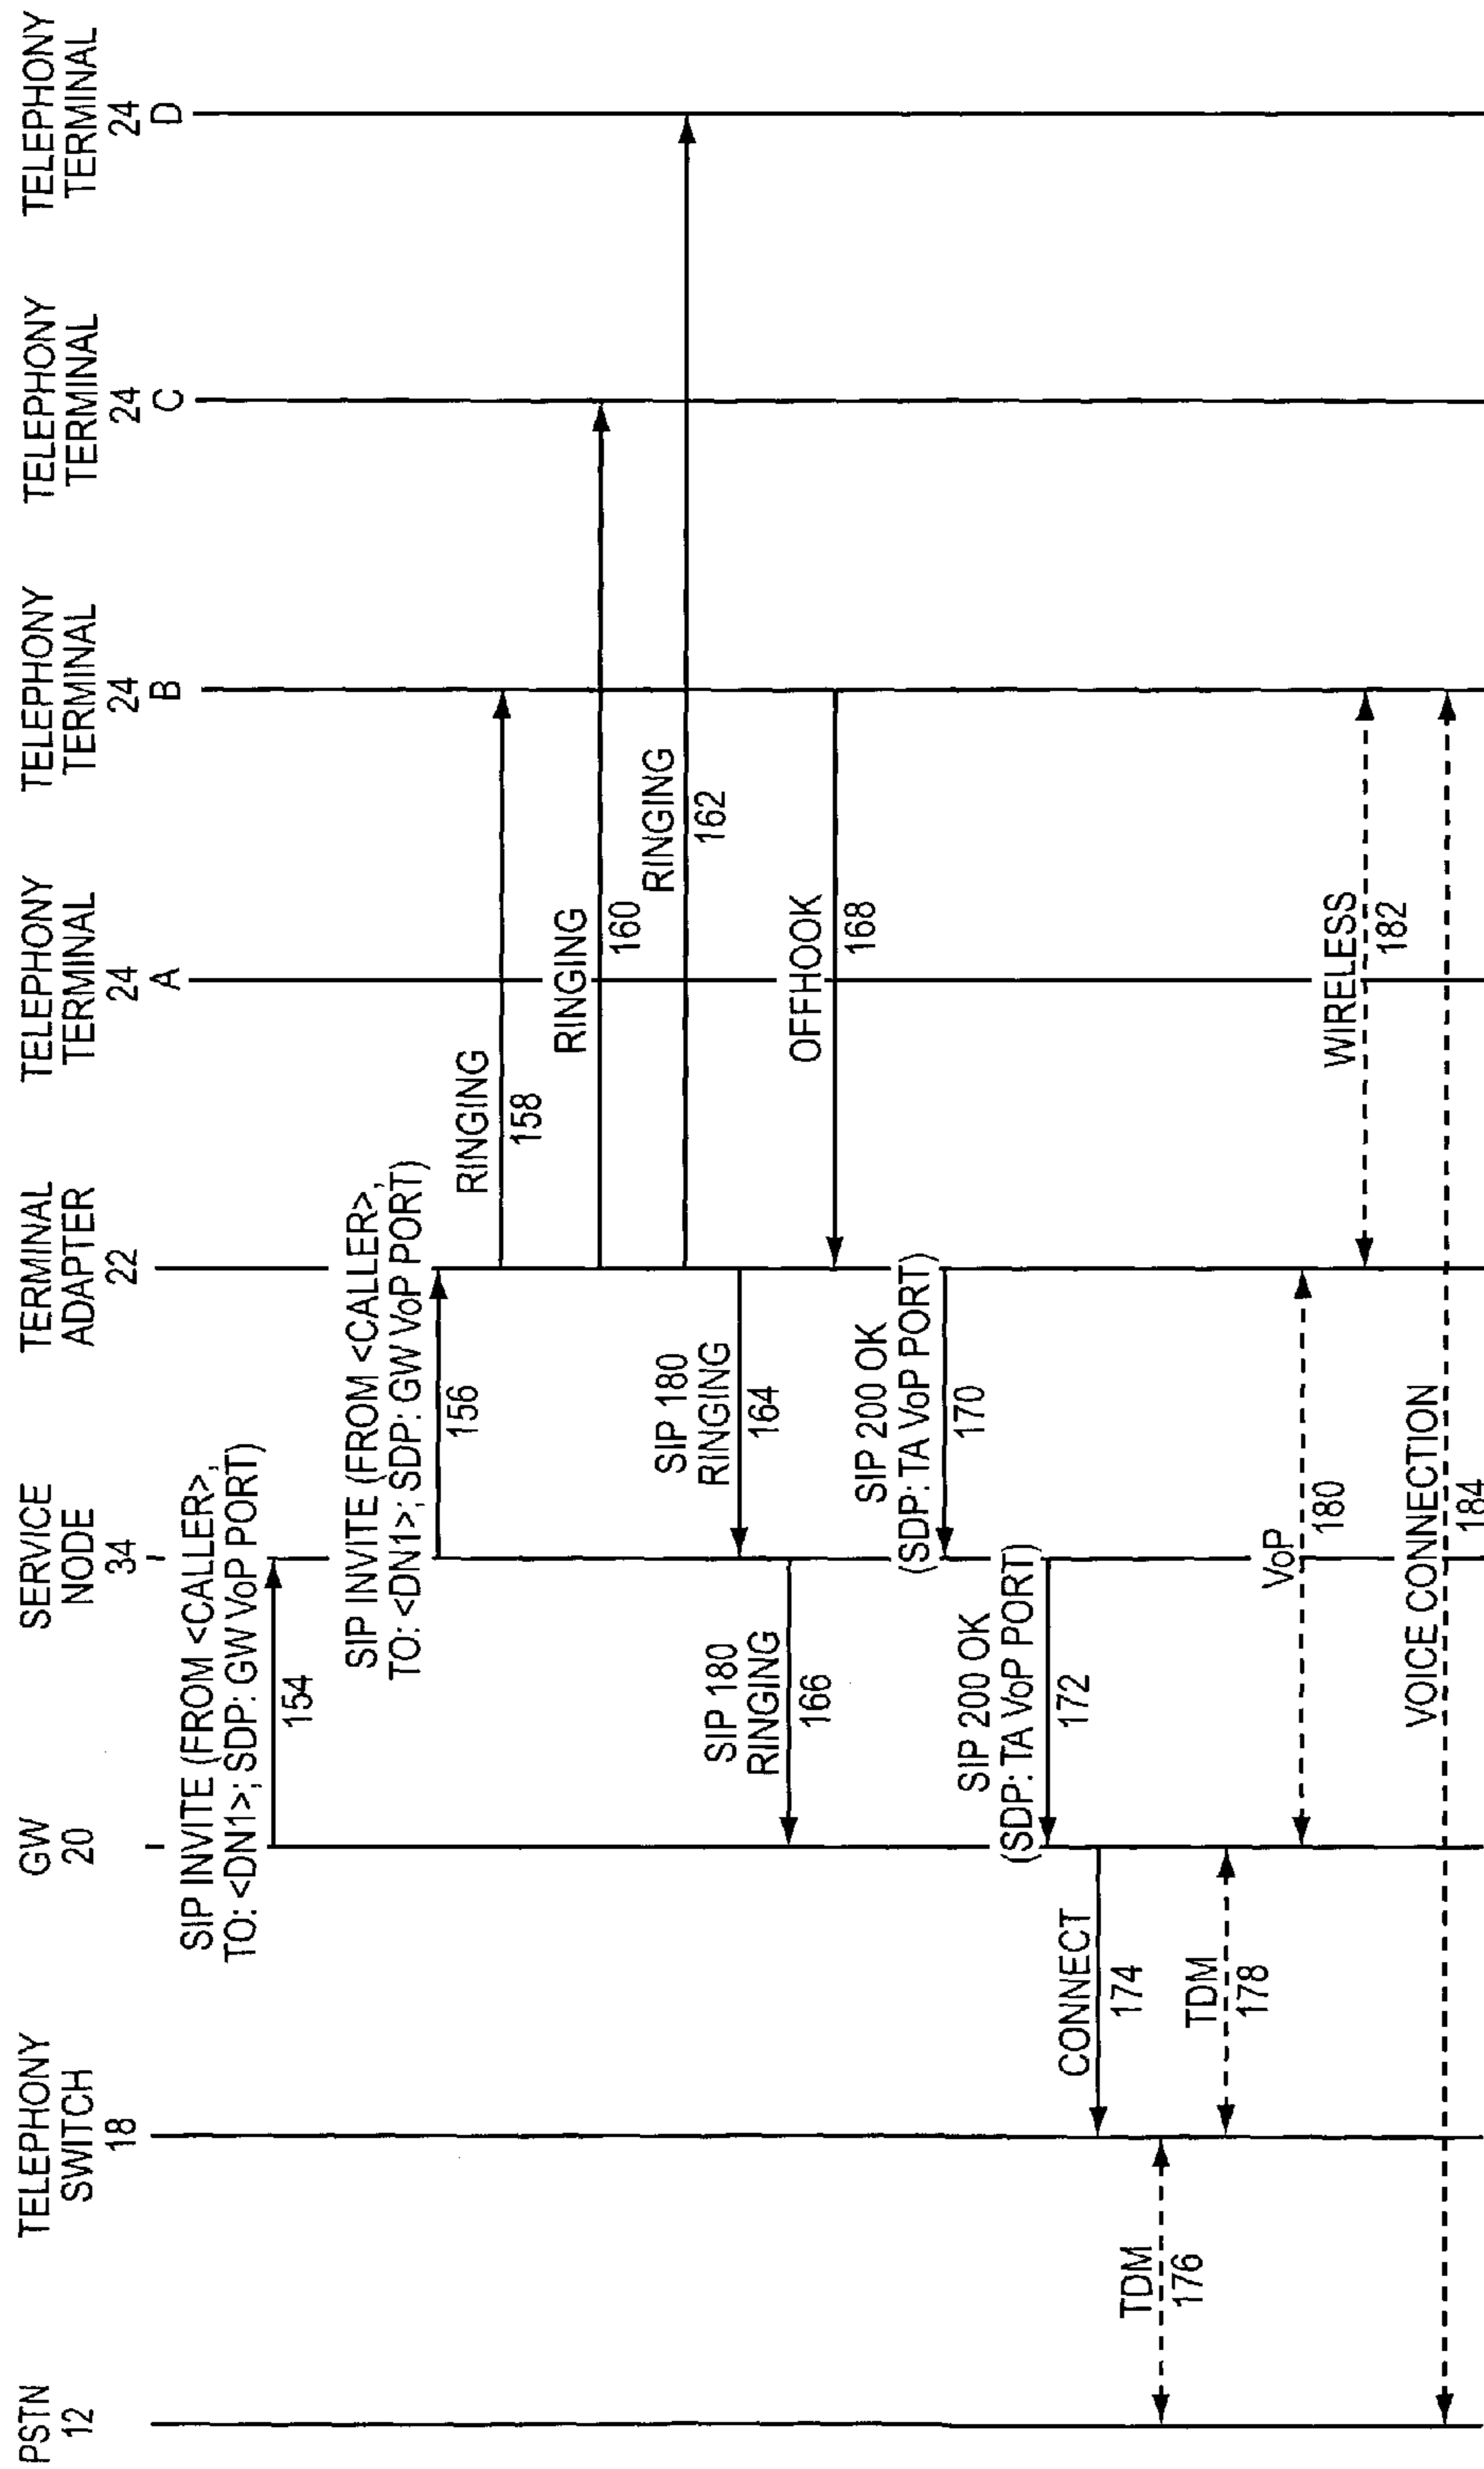 PSTN
12
TELEPHONY
SWITCH
18
GW
20
SERVICE
NODE
34
TERMINAL
ADAPTER
22
TELEPHONY
TERMINAL
24
A
TELEPHONY
TERMINAL
24
B
TELEPHONY
TERMINAL
24
C
TELEPHONY
TERMINAL
24
D
SIP INVITE (FROM <CALLER>,
TO: <DN1>; SDP: GW VoP PORT)
154
SIP INVITE (FROM <CALLER>,
TO: <DN1>; SDP: GW VoP PORT)
156
RINGING
158
RINGING
160
RINGING
162
SIP 180
RINGING
164
SIP 180
RINGING
166
OFFHOOK
168
SIP 200 OK
(SDP: TA VoP PORT)
170
SIP 200 OK
(SDP: TA VoP PORT)
172
CONNECT
174
TDM
176
TDM
178
VoP
180
WIRELESS
182
VOICE CONNECTION
184